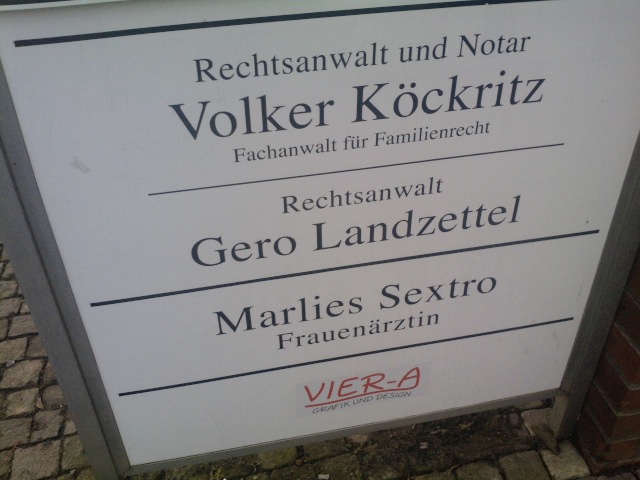 Rechtsanwalt und Notar
Volker Köckritz
Fachanwalt für Familienrecht
Rechtsanwalt
Gero Landzettel
Marlies Sextro
Frauenärztin
VIER-A
GRAFIK UND DESIGN